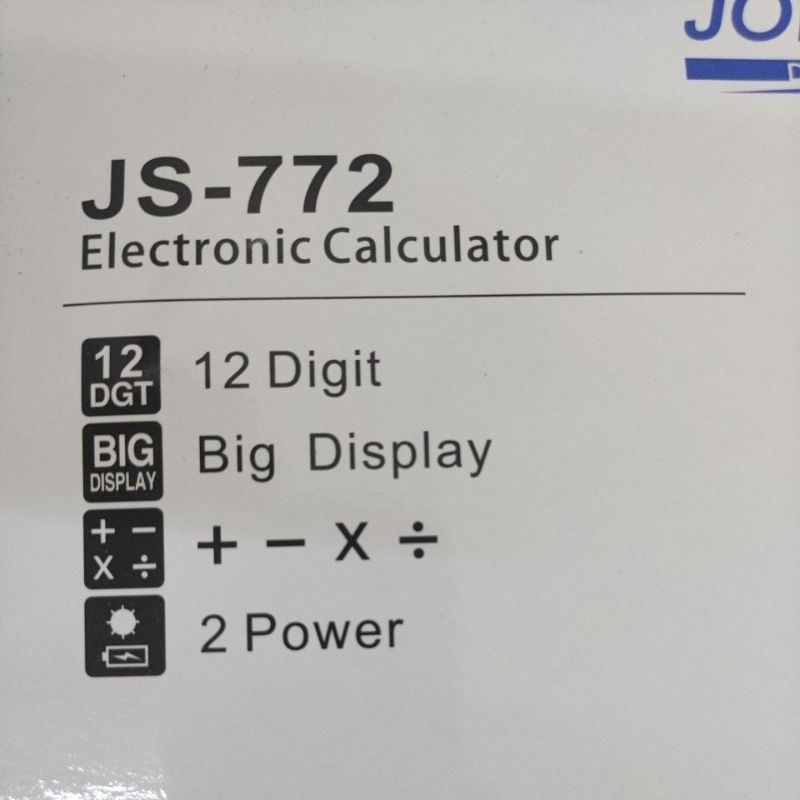 JS-772
Electronic Calculator
12
DGT
12 Digit
BIG
DISPLAY
Big Display
+ −
X ÷
+ − X ÷
2 Power